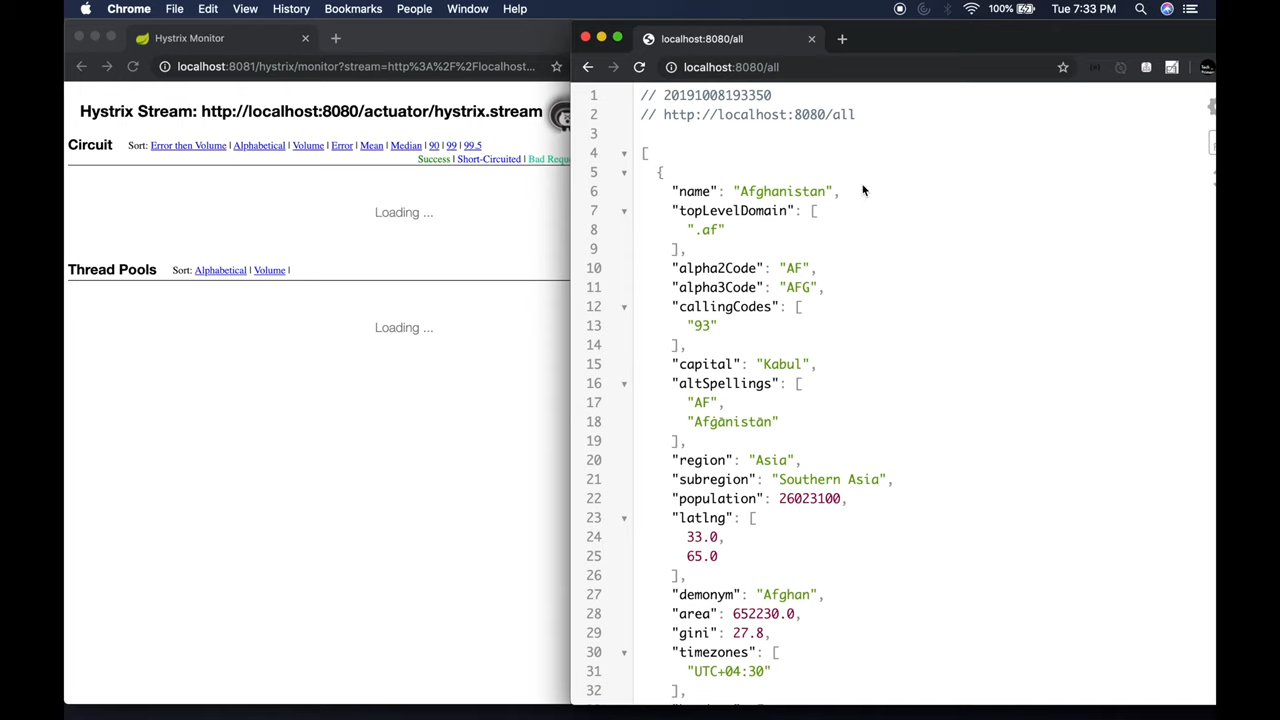 Chrome File Edit View History Bookmarks People Window Help 100% Tue 7:33 PM
Hystrix Monitor
localhost:8081/hystrix/monitor?stream=http%3A%2F%2Flocalhost...
Hystrix Stream: http://localhost:8080/actuator/hystrix.stream
Circuit Sort: Error then Volume | Alphabetical | Volume | Error | Mean | Median | 90 | 99 | 99.5
Success | Short-Circuited | Bad Requ
Loading ...
Thread Pools Sort: Alphabetical | Volume |
Loading ...
localhost:8080/all
localhost:8080/all
1 // 20191008193350
2 // http://localhost:8080/all
3
4 [
5 {
6 "name": "Afghanistan",
7 "topLevelDomain": [
8 ".af"
9 ],
10 "alpha2Code": "AF",
11 "alpha3Code": "AFG",
12 "callingCodes": [
13 "93"
14 ],
15 "capital": "Kabul",
16 "altSpellings": [
17 "AF",
18 "Afġānistān"
19 ],
20 "region": "Asia",
21 "subregion": "Southern Asia",
22 "population": 26023100,
23 "latlng": [
24 33.0,
25 65.0
26 ],
27 "demonym": "Afghan",
28 "area": 652230.0,
29 "gini": 27.8,
30 "timezones": [
31 "UTC+04:30"
32 ],